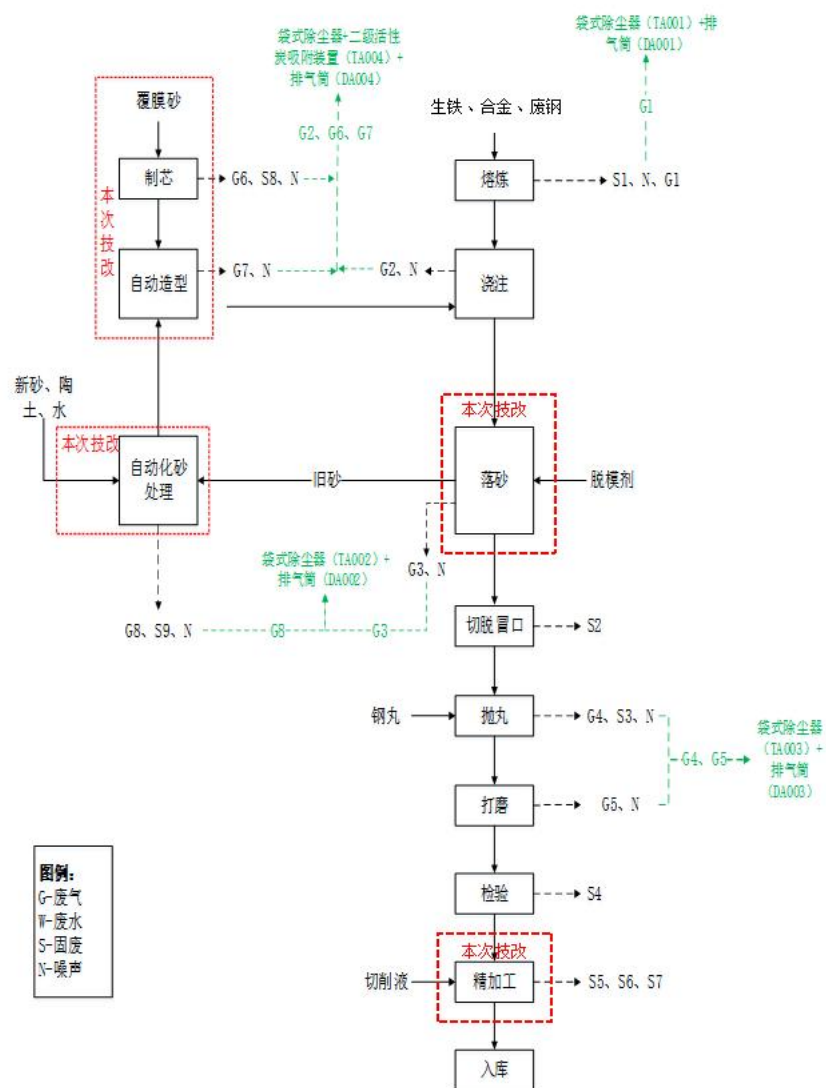 袋式除尘器+二级活性
炭吸附装置（TA004）+
排气筒（DA004）
袋式除尘器（TA001）+排
气筒（DA001）
覆膜砂
生铁、合金、废钢
G1
G2、G6、G7
制芯
G6、S8、N
熔炼
S1、N、G1
本次技改
自动造型
G7、N
G2、N
浇注
新砂、陶
土、水
本次技改
本次技改
自动化砂
处理
旧砂
落砂
脱模剂
袋式除尘器（TA002）+
排气筒（DA002）
G3、N
G8、S9、N
G8
G3
切脱冒口
S2
钢丸
抛丸
G4、S3、N
袋式除尘器
（TA003）+
排气筒
（DA003）
G4、G5
打磨
G5、N
图例：
G-废气
W-废水
S-固废
N-噪声
检验
S4
本次技改
切削液
精加工
S5、S6、S7
入库